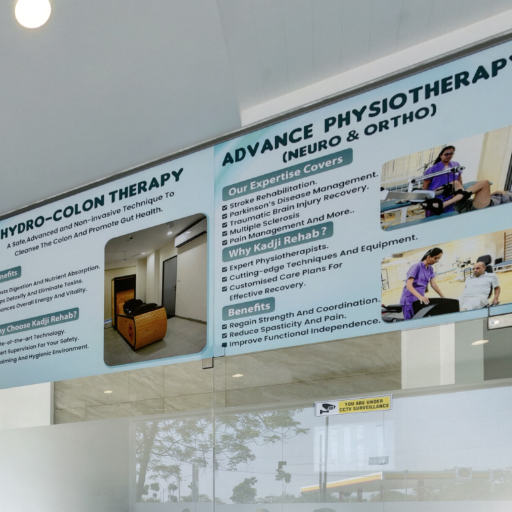 HYDRO-COLON THERAPY
A Safe,Advanced and Non-Invasive Technique To
Cleanse The Colon And Promote Gut Health.
Digestion And Nutrient Absorption.
Detoxify And Eliminate Toxins.
Overall Energy And Vitality.
Choose Kadji Rehab?
Technology.
Supervision For Your Safety.
And Hygienic Environment.
ADVANCE PHYSIOTHERAPY
(NEURO & ORTHO)
Our Expertise Covers
Stroke Rehabilitation.
Parkinson's Disease Management.
Traumatic Brain Injury Recovery.
Multiple Sclerosis
Pain Management And More..
Why Kadji Rehab ?
Expert Physiotherapists.
Cutting-edge Techniques And Equipment.
Customised Care Plans For
Effective Recovery.
Benefits
Regain Strength And Coordination.
Reduce Spasticity And Pain.
Improve Functional Independence.
YOU ARE UNDER
CCTV SURVEILLANCE